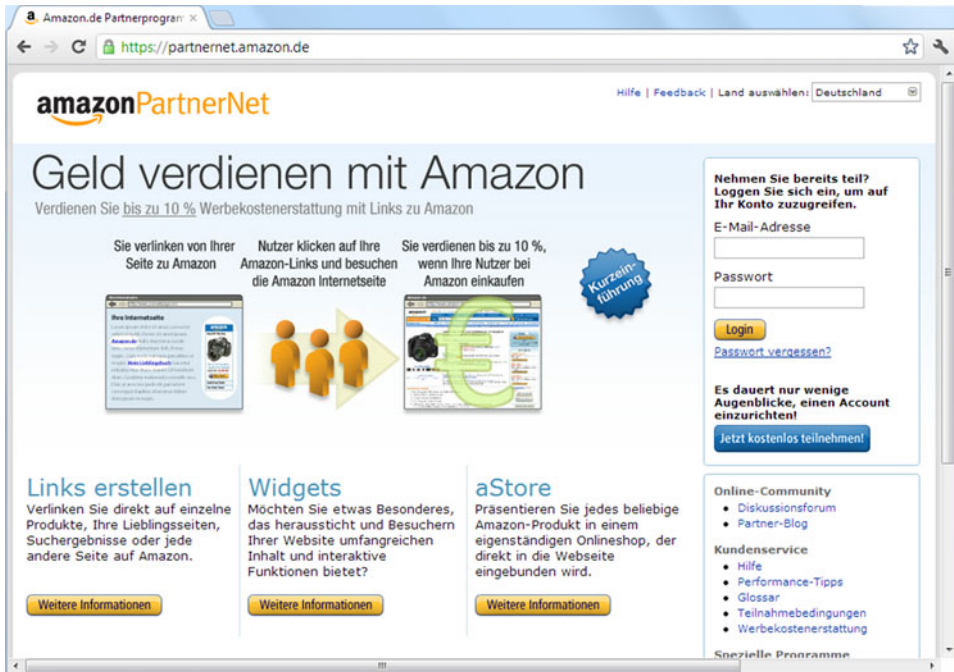 Amazon.de Partnerprogram
https://partnernet.amazon.de
amazonPartnerNet
Hilfe | Feedback | Land auswählen: Deutschland
Geld verdienen mit Amazon
Verdienen Sie bis zu 10 % Werbekostenerstattung mit Links zu Amazon
Sie verlinken von Ihrer
Seite zu Amazon
Nutzer klicken auf Ihre
Amazon-Links und besuchen
die Amazon Internetseite
Sie verdienen bis zu 10 %,
wenn Ihre Nutzer bei
Amazon einkaufen
Kurzein-
führung
Ihre Internetseite
€
Nehmen Sie bereits teil?
Loggen Sie sich ein, um auf
Ihr Konto zuzugreifen.
E-Mail-Adresse
Passwort
Login
Passwort vergessen?
Es dauert nur wenige
Augenblicke, einen Account
einzurichten!
Jetzt kostenlos teilnehmen!
Links erstellen
Verlinken Sie direkt auf einzelne
Produkte, Ihre Lieblingsseiten,
Suchergebnisse oder jede
andere Seite auf Amazon.
Weitere Informationen
Widgets
Möchten Sie etwas Besonderes,
das heraussticht und Besuchern
Ihrer Website umfangreichen
Inhalt und interaktive
Funktionen bietet?
Weitere Informationen
aStore
Präsentieren Sie jedes beliebige
Amazon-Produkt in einem
eigenständigen Onlineshop, der
direkt in die Webseite
eingebunden wird.
Weitere Informationen
Online-Community
Diskussionsforum
Partner-Blog
Kundenservice
Hilfe
Performance-Tipps
Glossar
Teilnahmebedingungen
Werbekostenerstattung
Spezielle Programme